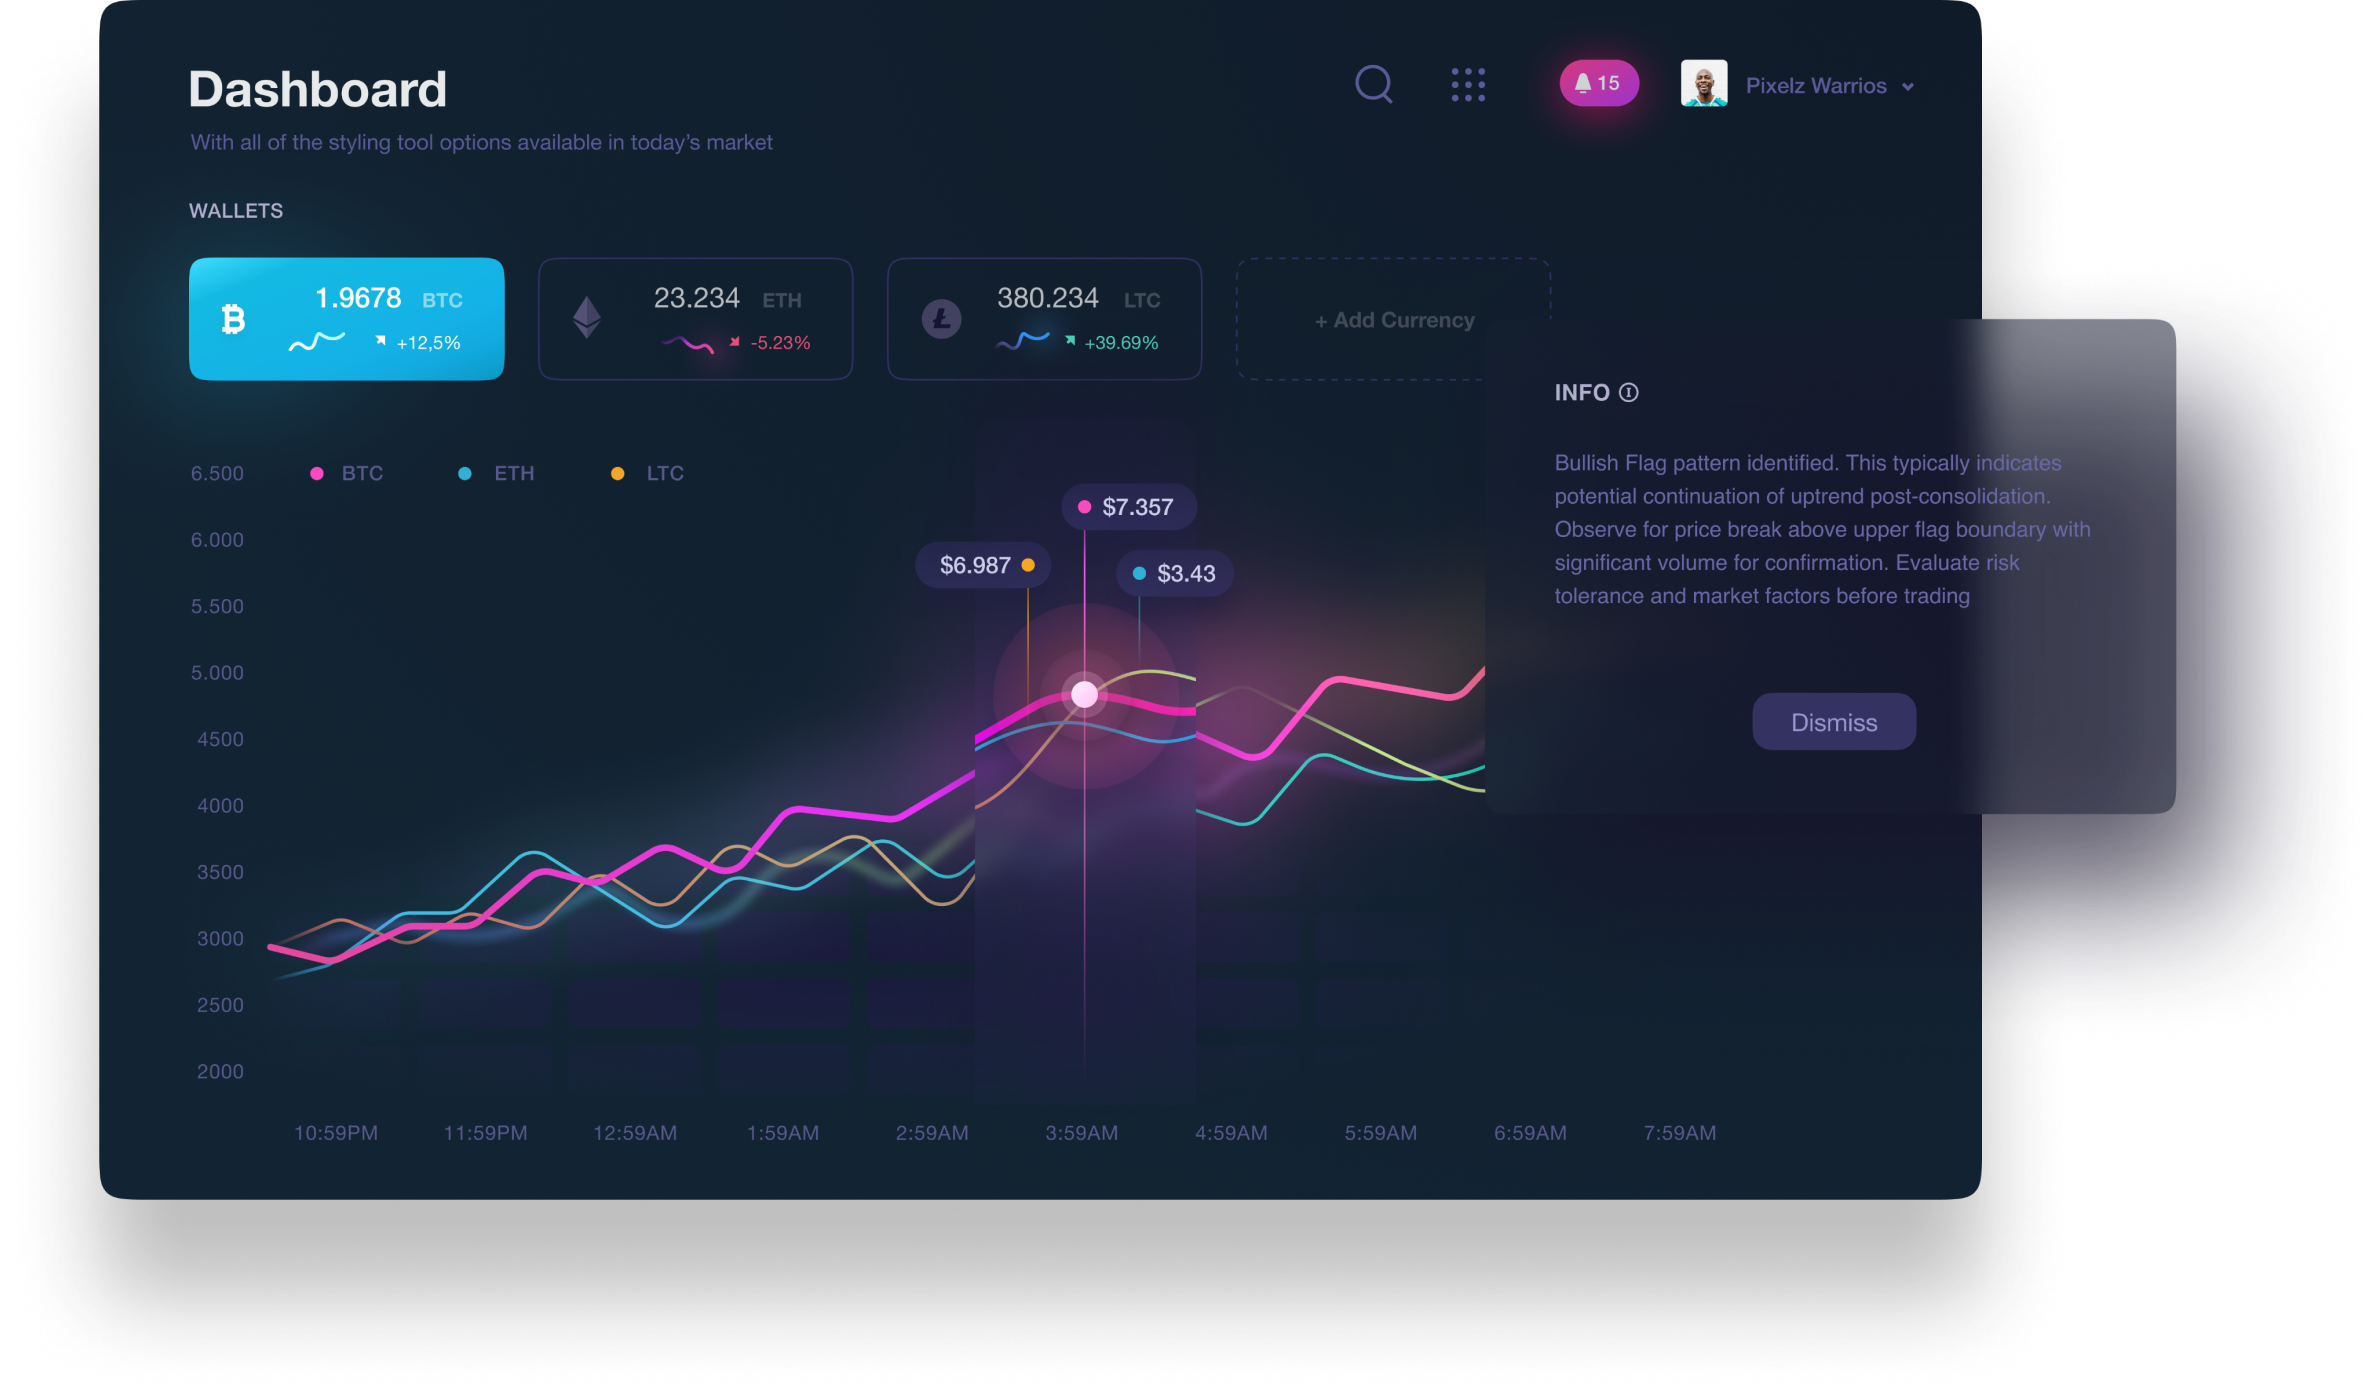 Dashboard
With all of the styling tool options available in today’s market
15
Pixelz Warrios
WALLETS
1.9678 BTC
+12,5%
23.234 ETH
-5.23%
380.234 LTC
+39.69%
+ Add Currency
INFO
Bullish Flag pattern identified. This typically indicates
potential continuation of uptrend post-consolidation.
Observe for price break above upper flag boundary with
significant volume for confirmation. Evaluate risk
tolerance and market factors before trading
Dismiss
BTC ETH LTC
$7.357
$6.987
$3.43
6.500
6.000
5.500
5.000
4500
4000
3500
3000
2500
2000
10:59PM 11:59PM 12:59AM 1:59AM 2:59AM 3:59AM 4:59AM 5:59AM 6:59AM 7:59AM